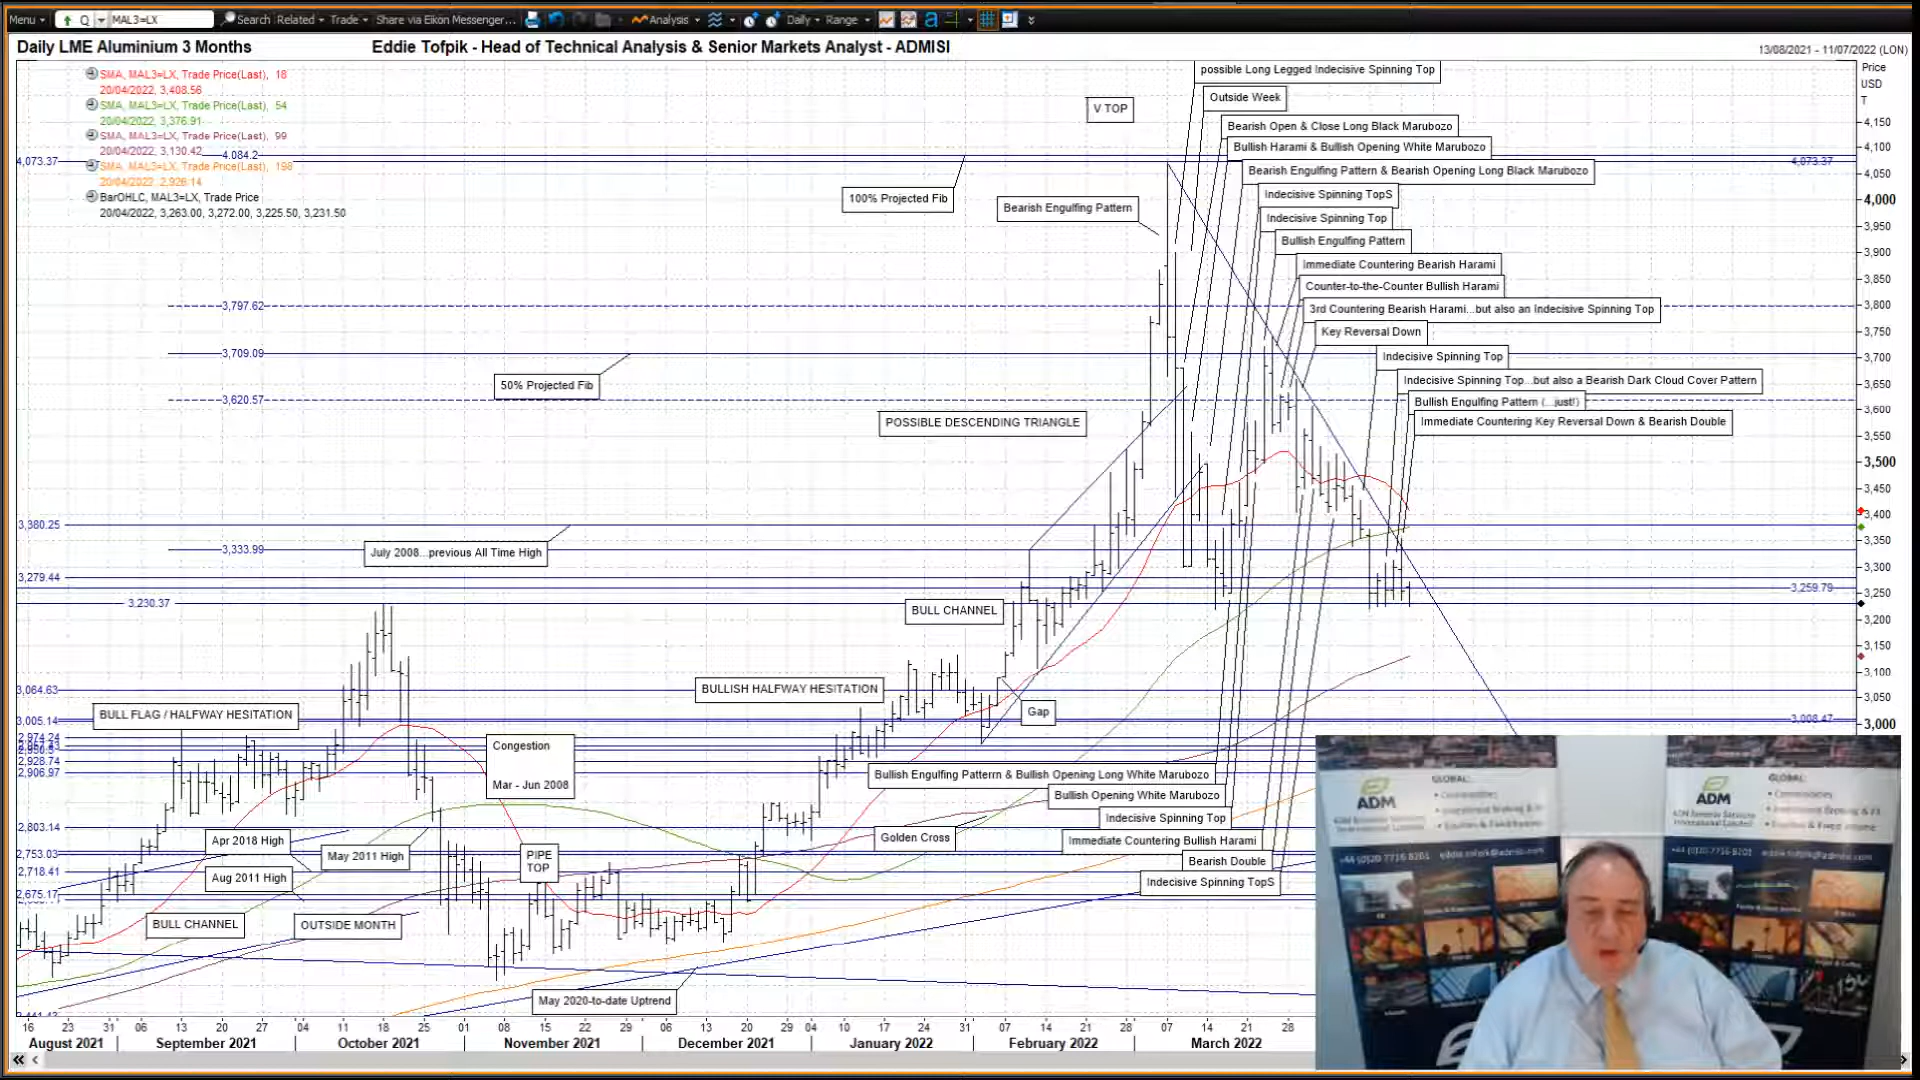 Menu
Q
MAL3=LX
Search
Related
Trade
Share via Eikon Messenger...
Analysis
Daily
Range
Daily LME Aluminium 3 Months
Eddie Tofpik - Head of Technical Analysis & Senior Markets Analyst - ADMISI
13/08/2021 - 11/07/2022 (LON)
SMA, MAL3=LX, Trade Price(Last), 18
20/04/2022, 3,408.56
SMA, MAL3=LX, Trade Price(Last), 54
20/04/2022, 3,376.91
SMA, MAL3=LX, Trade Price(Last), 99
20/04/2022, 3,130.42
SMA, MAL3=LX, Trade Price(Last), 198
20/04/2022, 2,926.14
BarOHLC, MAL3=LX, Trade Price
20/04/2022, 3,263.00, 3,272.00, 3,225.50, 3,231.50
Price
USD
T
4,150
4,100
4,050
4,000
3,950
3,900
3,850
3,800
3,750
3,700
3,650
3,600
3,550
3,500
3,450
3,400
3,350
3,300
3,250
3,200
3,150
3,100
3,050
3,000
possible Long Legged Indecisive Spinning Top
Outside Week
V TOP
Bearish Open & Close Long Black Marubozo
Bullish Harami & Bullish Opening White Marubozo
4,084.2
4,073.37
4,073.37
Bearish Engulfing Pattern & Bearish Opening Long Black Marubozo
100% Projected Fib
Indecisive Spinning TopS
Bearish Engulfing Pattern
Indecisive Spinning Top
Bullish Engulfing Pattern
Immediate Countering Bearish Harami
Counter-to-the-Counter Bullish Harami
3,797.62
3rd Countering Bearish Harami...but also an Indecisive Spinning Top
Key Reversal Down
3,709.09
Indecisive Spinning Top
50% Projected Fib
Indecisive Spinning Top...but also a Bearish Dark Cloud Cover Pattern
3,620.57
Bullish Engulfing Pattern (...just!)
POSSIBLE DESCENDING TRIANGLE
Immediate Countering Key Reversal Down & Bearish Double
3,380.25
3,333.99
July 2008...previous All Time High
3,279.44
3,259.79
3,230.37
BULL CHANNEL
3,064.63
BULLISH HALFWAY HESITATION
BULL FLAG / HALFWAY HESITATION
Gap
3,005.14
3,008.47
2,974.24
2,928.74
2,906.97
Congestion
Mar - Jun 2008
Bullish Engulfing Pattern & Bullish Opening Long White Marubozo
Bullish Opening White Marubozo
Indecisive Spinning Top
2,803.14
Apr 2018 High
Golden Cross
Immediate Countering Bullish Harami
2,753.03
May 2011 High
PIPE
TOP
Bearish Double
2,718.41
Aug 2011 High
Indecisive Spinning TopS
2,675.17
BULL CHANNEL
OUTSIDE MONTH
May 2020-to-date Uptrend
16 23 31 06 13 20 27 04 11 18 25 01 08 15 22 29 06 13 20 29 04 10 17 24 31 07 14 21 28 07 14 21 28
August 2021
September 2021
October 2021
November 2021
December 2021
January 2022
February 2022
March 2022
ADM
GLOBAL:
ADM
GLOBAL: